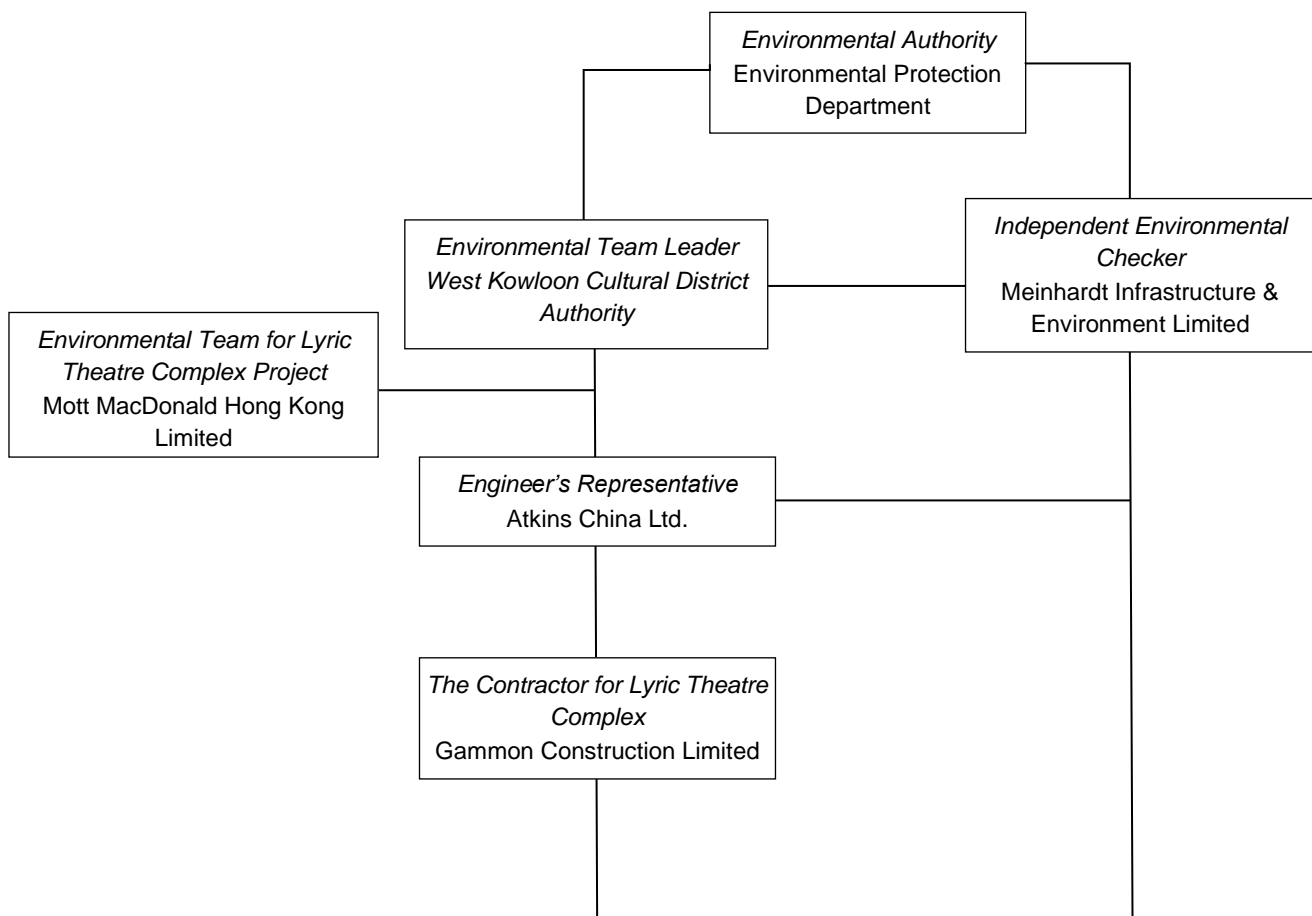 Environmental Authority
Environmental Protection
Department
Environmental Team Leader
West Kowloon Cultural District
Authority
Independent Environmental
Checker
Meinhardt Infrastructure &
Environment Limited
Environmental Team for Lyric
Theatre Complex Project
Mott MacDonald Hong Kong
Limited
Engineer’s Representative
Atkins China Ltd.
The Contractor for Lyric Theatre
Complex
Gammon Construction Limited